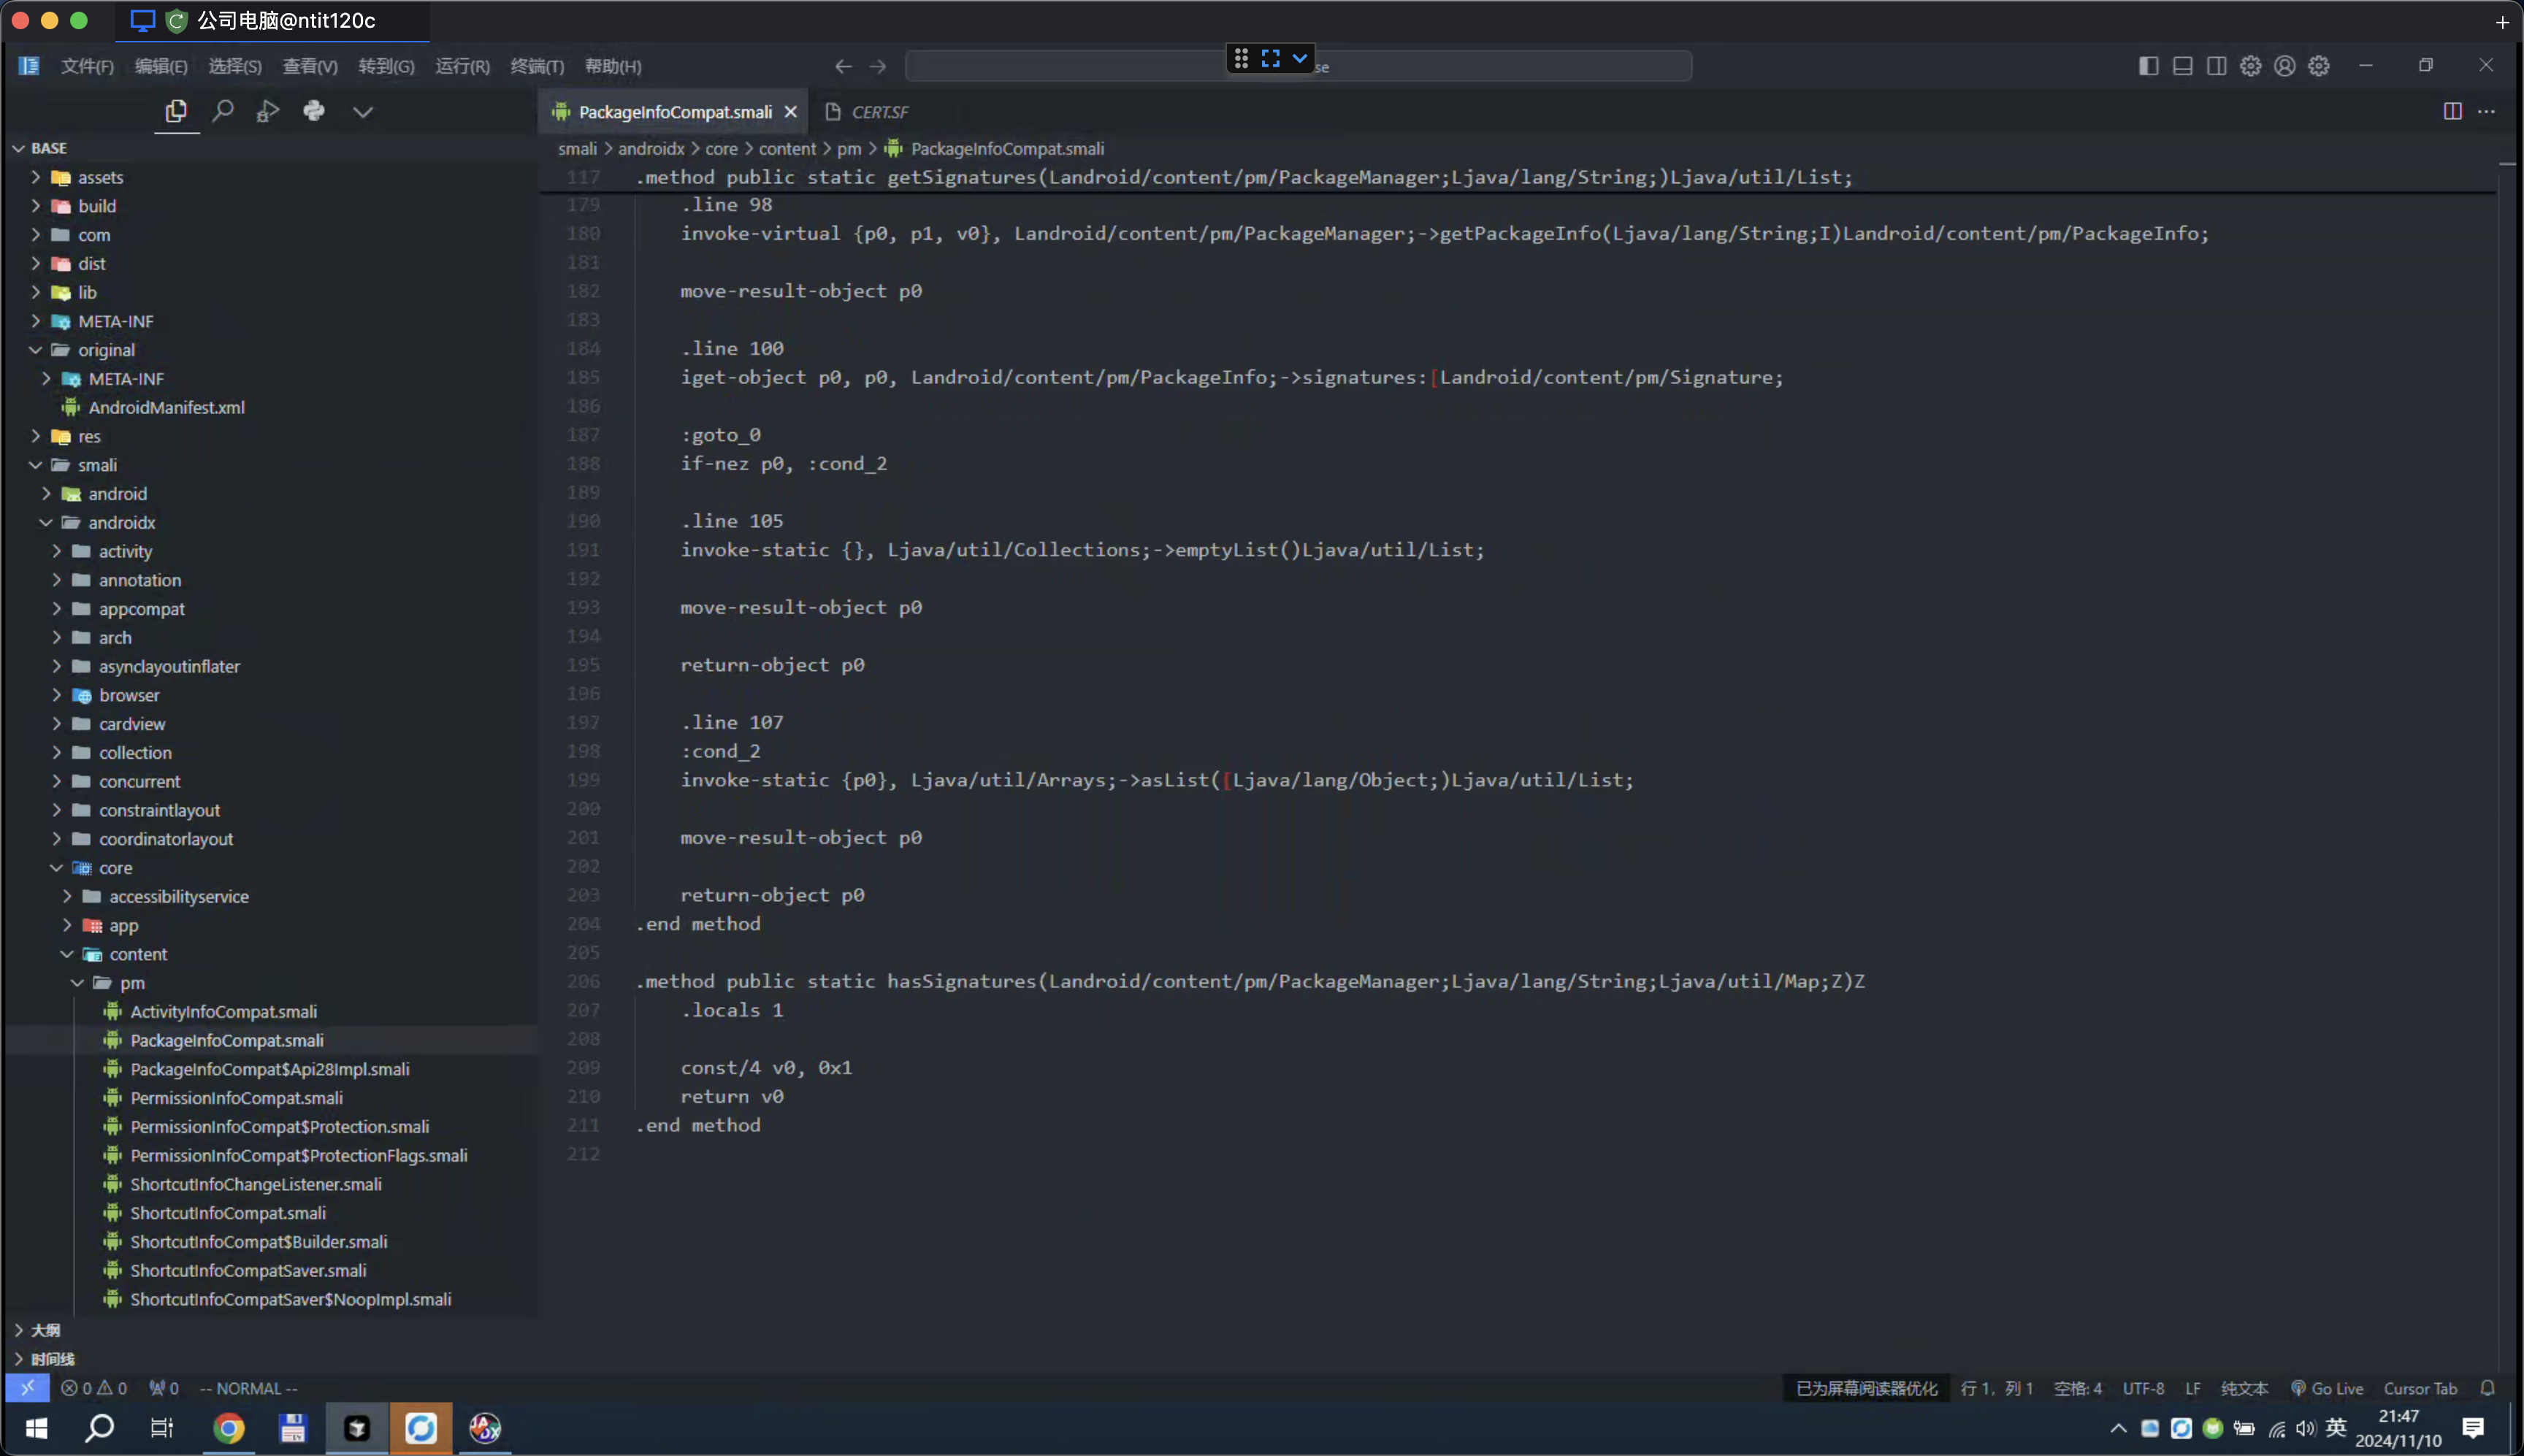 公司电脑@ntit120c
文件(F) 编辑(E) 选择(S) 查看(V) 转到(G) 运行(R) 终端(T) 帮助(H)
se
PackageInfoCompat.smali
CERT.SF
BASE
assets
build
com
dist
lib
META-INF
original
META-INF
AndroidManifest.xml
res
smali
android
androidx
activity
annotation
appcompat
arch
asynclayoutinflater
browser
cardview
collection
concurrent
constraintlayout
coordinatorlayout
core
accessibilityservice
app
content
pm
ActivityInfoCompat.smali
PackageInfoCompat.smali
PackageInfoCompat$Api28Impl.smali
PermissionInfoCompat.smali
PermissionInfoCompat$Protection.smali
PermissionInfoCompat$ProtectionFlags.smali
ShortcutInfoChangeListener.smali
ShortcutInfoCompat.smali
ShortcutInfoCompat$Builder.smali
ShortcutInfoCompatSaver.smali
ShortcutInfoCompatSaver$NoopImpl.smali
大纲
时间线
smali > androidx > core > content > pm > PackageInfoCompat.smali
117 .method public static getSignatures(Landroid/content/pm/PackageManager;Ljava/lang/String;)Ljava/util/List;
179 .line 98
180 invoke-virtual {p0, p1, v0}, Landroid/content/pm/PackageManager;->getPackageInfo(Ljava/lang/String;I)Landroid/content/pm/PackageInfo;
181
182 move-result-object p0
183
184 .line 100
185 iget-object p0, p0, Landroid/content/pm/PackageInfo;->signatures:[Landroid/content/pm/Signature;
186
187 :goto_0
188 if-nez p0, :cond_2
189
190 .line 105
191 invoke-static {}, Ljava/util/Collections;->emptyList()Ljava/util/List;
192
193 move-result-object p0
194
195 return-object p0
196
197 .line 107
198 :cond_2
199 invoke-static {p0}, Ljava/util/Arrays;->asList([Ljava/lang/Object;)Ljava/util/List;
200
201 move-result-object p0
202
203 return-object p0
204 .end method
205
206 .method public static hasSignatures(Landroid/content/pm/PackageManager;Ljava/lang/String;Ljava/util/Map;Z)Z
207 .locals 1
208
209 const/4 v0, 0x1
210 return v0
211 .end method
212
0 0 0 -- NORMAL --
已为屏幕阅读器优化 行 1，列 1 空格: 4 UTF-8 LF 纯文本 Go Live Cursor Tab
英
21:47
2024/11/10